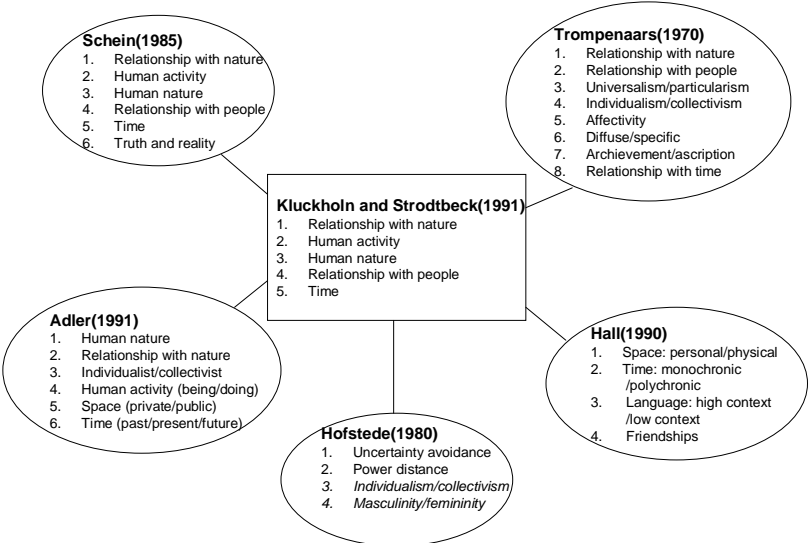 Schein(1985)
1. Relationship with nature
2. Human activity
3. Human nature
4. Relationship with people
5. Time
6. Truth and reality
Trompenaars(1970)
1. Relationship with nature
2. Relationship with people
3. Universalism/particularism
4. Individualism/collectivism
5. Affectivity
6. Diffuse/specific
7. Archievement/ascription
8. Relationship with time
Kluckholn and Strodtbeck(1991)
1. Relationship with nature
2. Human activity
3. Human nature
4. Relationship with people
5. Time
Adler(1991)
1. Human nature
2. Relationship with nature
3. Individualist/collectivist
4. Human activity (being/doing)
5. Space (private/public)
6. Time (past/present/future)
Hall(1990)
1. Space: personal/physical
2. Time: monochronic
/polychronic
3. Language: high context
/low context
4. Friendships
Hofstede(1980)
1. Uncertainty avoidance
2. Power distance
3. Individualism/collectivism
4. Masculinity/femininity